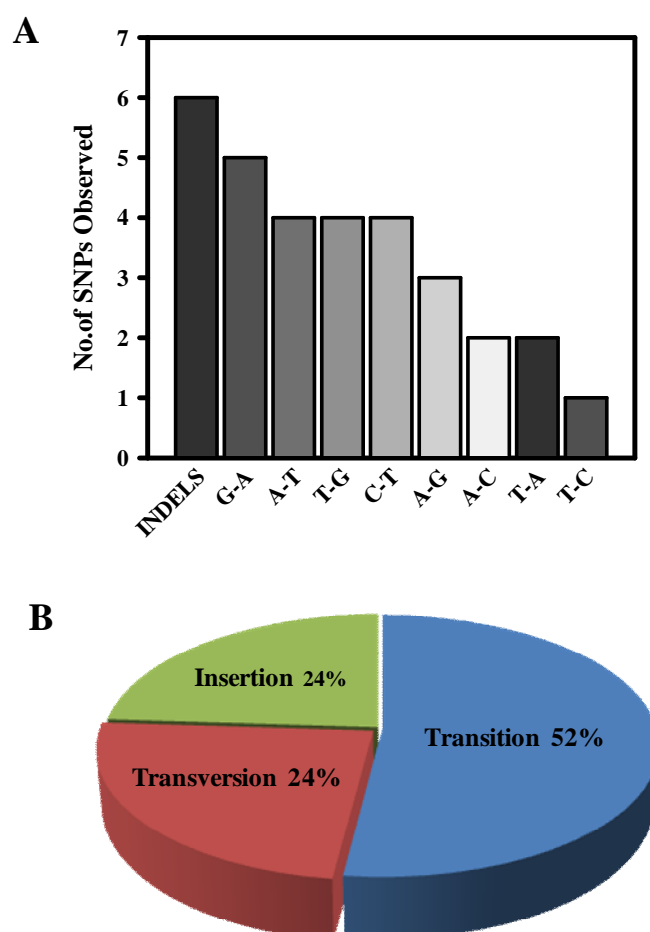 A
No.of SNPs Observed
7
6
5
4
3
2
1
0
INDELS
G-A
A-T
T-G
C-T
A-G
A-C
T-A
T-C
B
Insertion 24%
Transition 52%
Transversion 24%